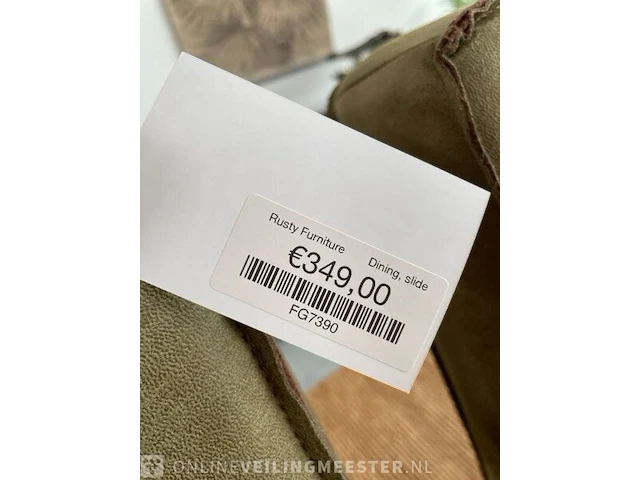 Rusty Furniture
Dining, slide
€349,00
FG7390
ONLINEVEILINGMEESTER.NL